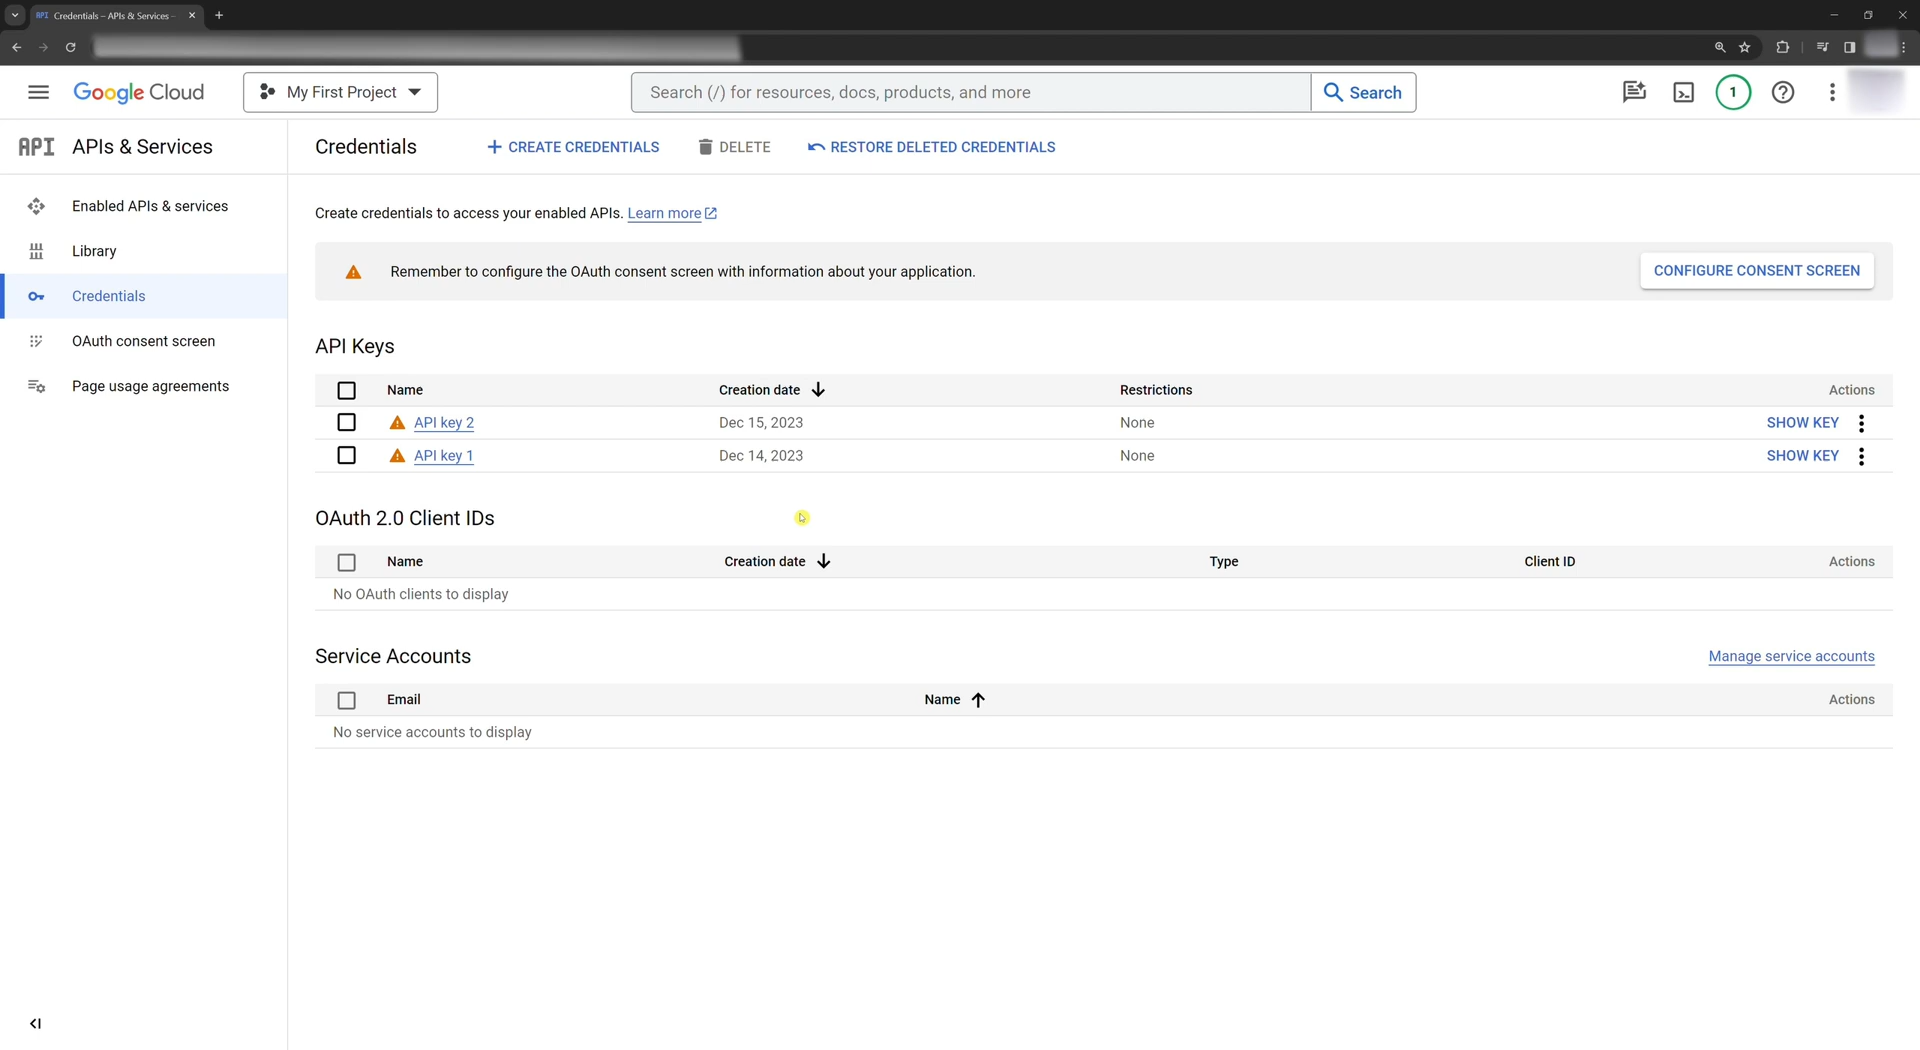 API Credentials – APIs & Services –
Google Cloud
My First Project
Search (/) for resources, docs, products, and more
Search
1
API APIs & Services
Credentials
CREATE CREDENTIALS
DELETE
RESTORE DELETED CREDENTIALS
Enabled APIs & services
Library
Credentials
OAuth consent screen
Page usage agreements
Create credentials to access your enabled APIs. Learn more
Remember to configure the OAuth consent screen with information about your application.
CONFIGURE CONSENT SCREEN
API Keys
Name Creation date Restrictions Actions
API key 2 Dec 15, 2023 None SHOW KEY
API key 1 Dec 14, 2023 None SHOW KEY
OAuth 2.0 Client IDs
Name Creation date Type Client ID Actions
No OAuth clients to display
Service Accounts
Manage service accounts
Email Name Actions
No service accounts to display